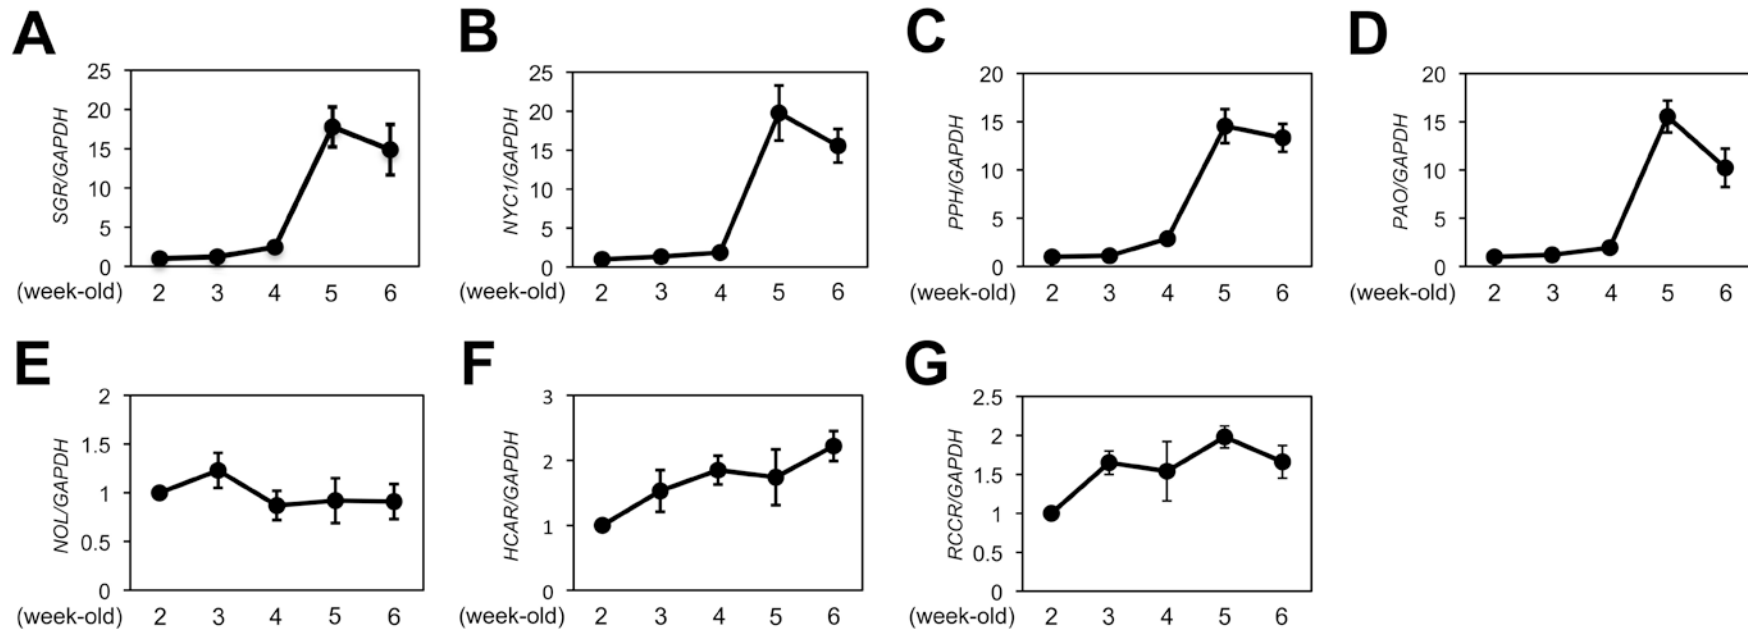 A
B
C
D
SGR/GAPDH
25
20
15
10
5
0
(week-old) 2 3 4 5 6
NYC1/GAPDH
25
20
15
10
5
0
2 3 4 5 6
PPH/GAPDH
20
15
10
5
0
(week-old) 2 3 4 5 6
PAO/GAPDH
20
15
10
5
0
(week-old) 2 3 4 5 6
E
F
G
NOL/GAPDH
2
1.5
1
0.5
0
(week-old) 2 3 4 5 6
HCAR/GAPDH
3
2
1
0
(week-old) 2 3 4 5 6
RCCR/GAPDH
2.5
2
1.5
1
0.5
0
(week-old) 2 3 4 5 6